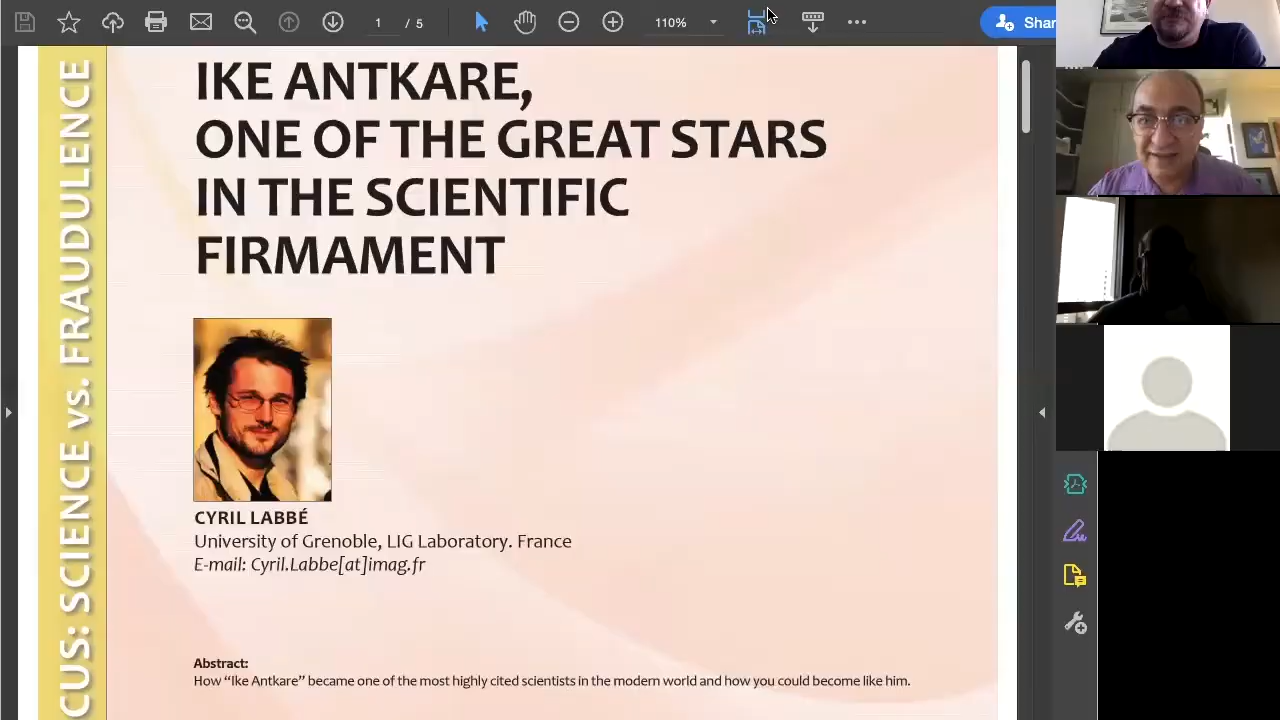 1 / 5
110%
Shar
CUS: SCIENCE vs. FRAUDULENCE
IKE ANTKARE,
ONE OF THE GREAT STARS
IN THE SCIENTIFIC
FIRMAMENT
CYRIL LABBÉ
University of Grenoble, LIG Laboratory. France
E-mail: Cyril.Labbe[at]imag.fr
Abstract:
How “Ike Antkare” became one of the most highly cited scientists in the modern world and how you could become like him.